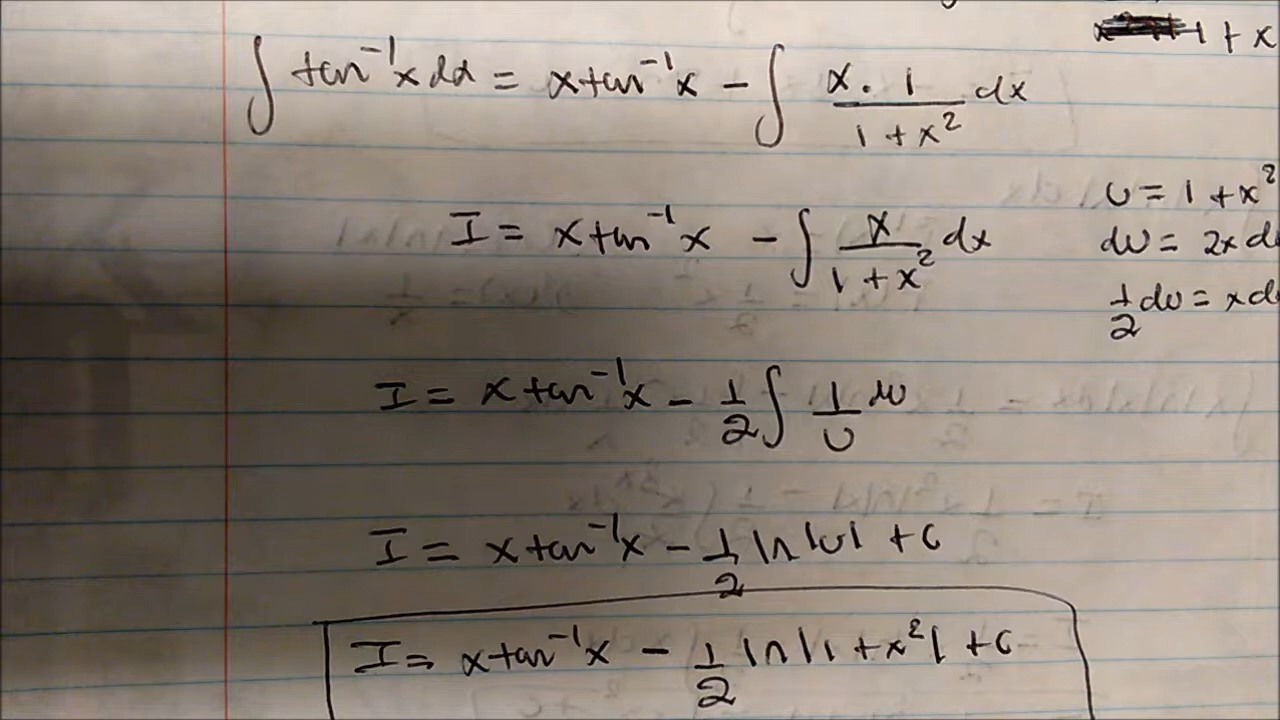 1 + x
∫ tan⁻¹x dx = x tan⁻¹x − ∫ x · 1 / 1 + x² dx
I = x tan⁻¹x − ∫ x / 1 + x² dx
u = 1 + x²
du = 2x d
1/2 du = x d
I = x tan⁻¹x − 1/2 ∫ 1/u du
I = x tan⁻¹x − 1/2 ln|u| + c
I = x tan⁻¹x − 1/2 ln|1 + x²| + c